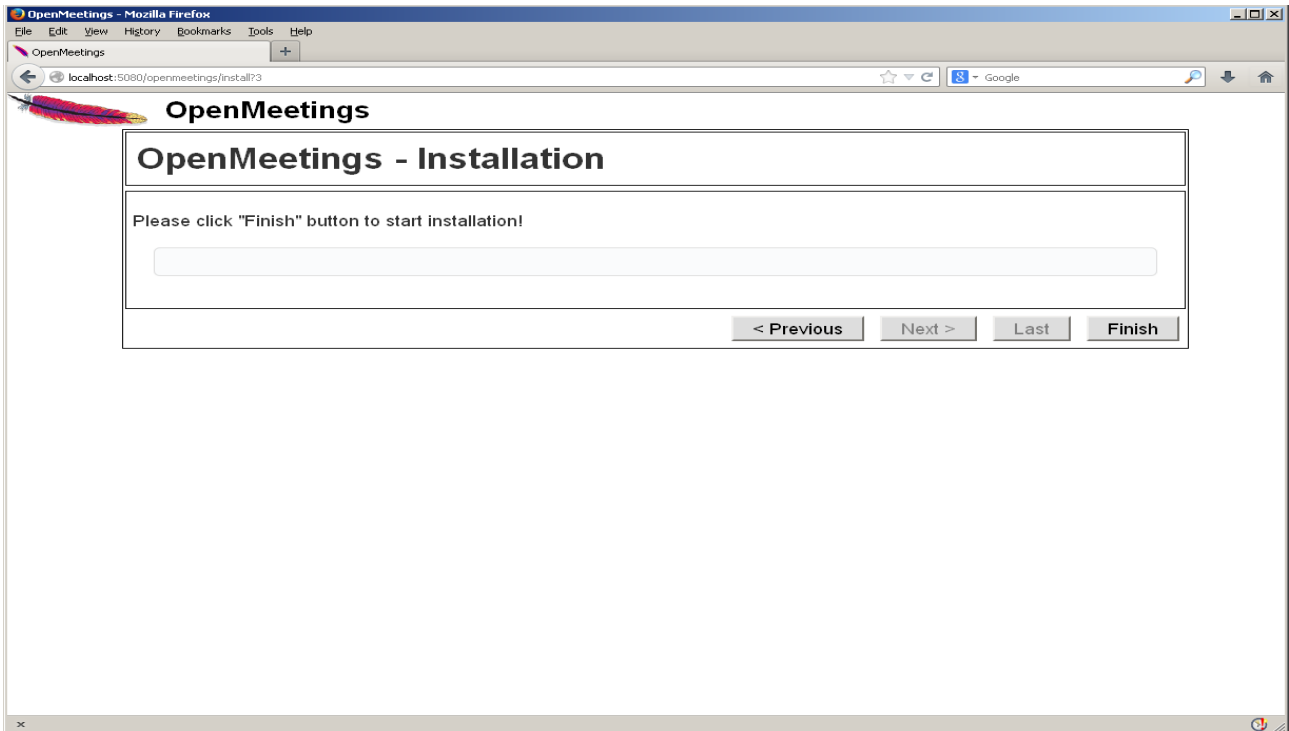 OpenMeetings - Mozilla Firefox
File Edit View History Bookmarks Tools Help
OpenMeetings +
localhost:5080/openmeetings/install?3 8 Google
OpenMeetings
OpenMeetings - Installation
Please click "Finish" button to start installation!
< Previous Next > Last Finish